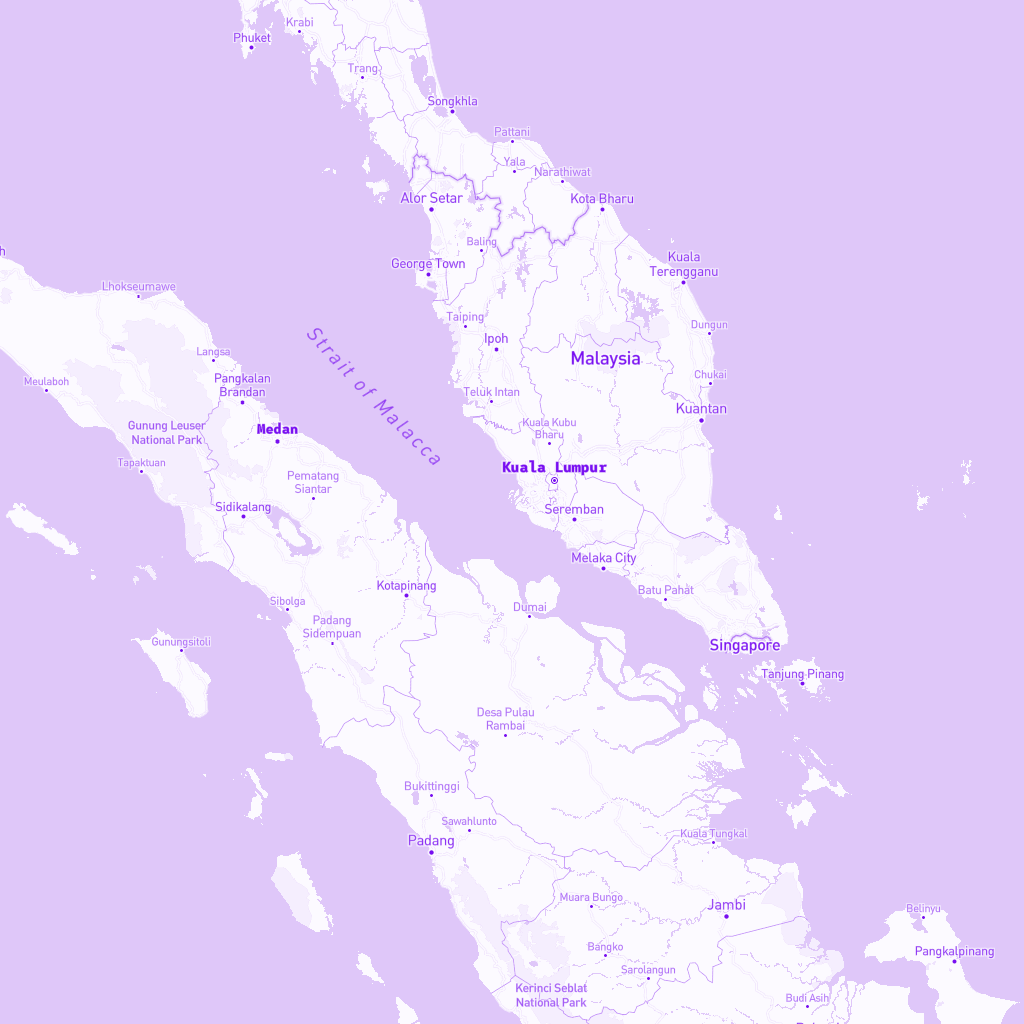 Krabi
Phuket
Trang
Songkhla
Pattani
Yala
Narathiwat
Alor Setar
Kota Bharu
Baling
h
George Town
Kuala
Terengganu
Lhokseumawe
Taiping
Dungun
Strait of Malacca
Ipoh
Langsa
Malaysia
Meulaboh
Pangkalan
Brandan
Chukai
Teluk Intan
Kuantan
Gunung Leuser
National Park
Medan
Kuala Kubu
Bharu
Tapaktuan
Kuala Lumpur
Pematang
Siantar
Sidikalang
Seremban
Melaka City
Kotapinang
Batu Pahat
Sibolga
Dumai
Padang
Sidempuan
Gunungsitoli
Singapore
Tanjung Pinang
Desa Pulau
Rambai
Bukittinggi
Sawahlunto
Padang
Kuala Tungkal
Muara Bungo
Jambi
Belinyu
Bangko
Pangkalpinang
Sarolangun
Kerinci Seblat
National Park
Budi Asih